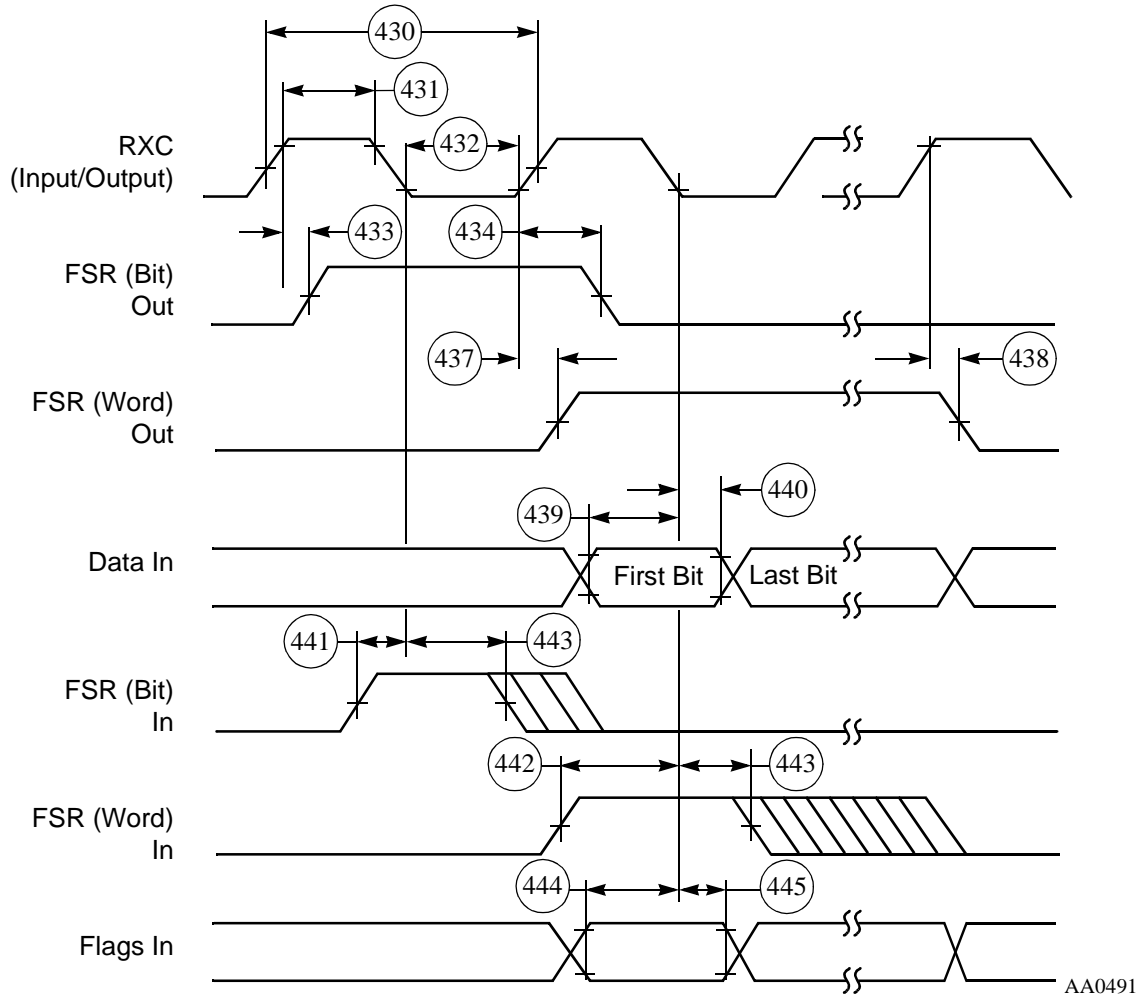 430
431
RXC
(Input/Output)
432
433
434
FSR (Bit)
Out
437
438
FSR (Word)
Out
440
439
Data In
First Bit
Last Bit
441
443
FSR (Bit)
In
442
443
FSR (Word)
In
444
445
Flags In
AA0491